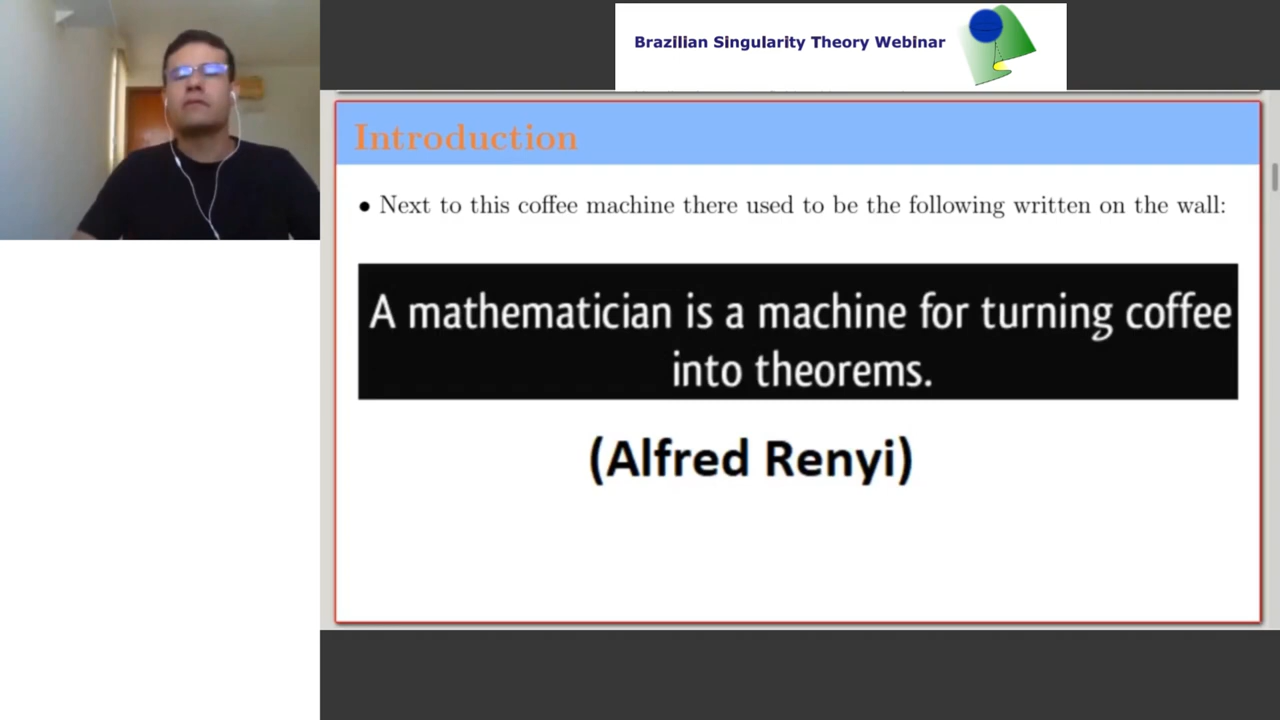 Brazilian Singularity Theory Webinar
Introduction
• Next to this coffee machine there used to be the following written on the wall:
A mathematician is a machine for turning coffee
into theorems.
(Alfred Renyi)